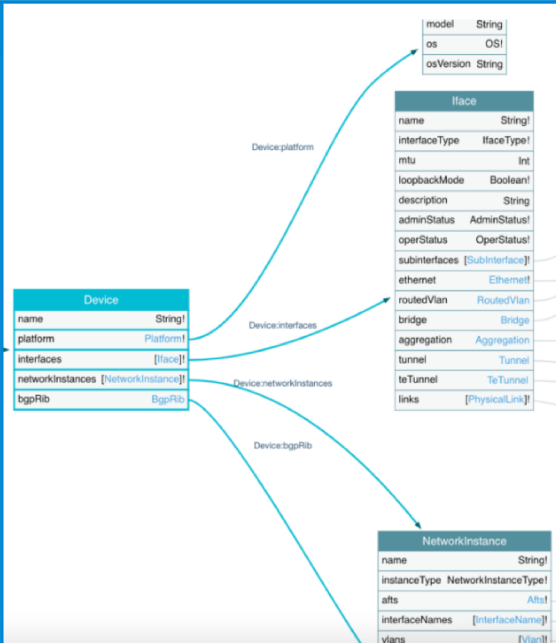 model String
os OS!
osVersion String
Iface
name String!
interfaceType IfaceType!
mtu Int
loopbackMode Boolean!
description String
adminStatus AdminStatus!
operStatus OperStatus!
subinterfaces [SubInterface]!
ethernet Ethernet!
routedVlan RoutedVlan
bridge Bridge
aggregation Aggregation
tunnel Tunnel
teTunnel TeTunnel
links [PhysicalLink]!
Device:platform
Device:interfaces
Device:networkInstances
Device:bgpRib
Device
name String!
platform Platform!
interfaces [Iface]!
networkInstances [NetworkInstance]!
bgpRib BgpRib
NetworkInstance
name String!
instanceType NetworkInstanceType!
afts Afts!
interfaceNames [InterfaceName]!
vlans [Vlan]!